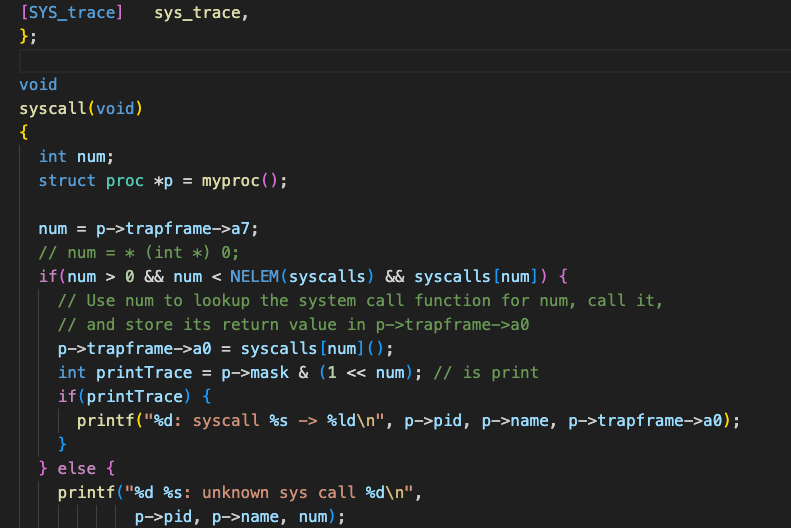 [SYS_trace]   sys_trace,
};

void
syscall(void)
{
  int num;
  struct proc *p = myproc();

  num = p->trapframe->a7;
  // num = * (int *) 0;
  if(num > 0 && num < NELEM(syscalls) && syscalls[num]) {
    // Use num to lookup the system call function for num, call it,
    // and store its return value in p->trapframe->a0
    p->trapframe->a0 = syscalls[num]();
    int printTrace = p->mask & (1 << num); // is print
    if(printTrace) {
      printf("%d: syscall %s -> %ld\n", p->pid, p->name, p->trapframe->a0);
    }
  } else {
    printf("%d %s: unknown sys call %d\n",
            p->pid, p->name, num);